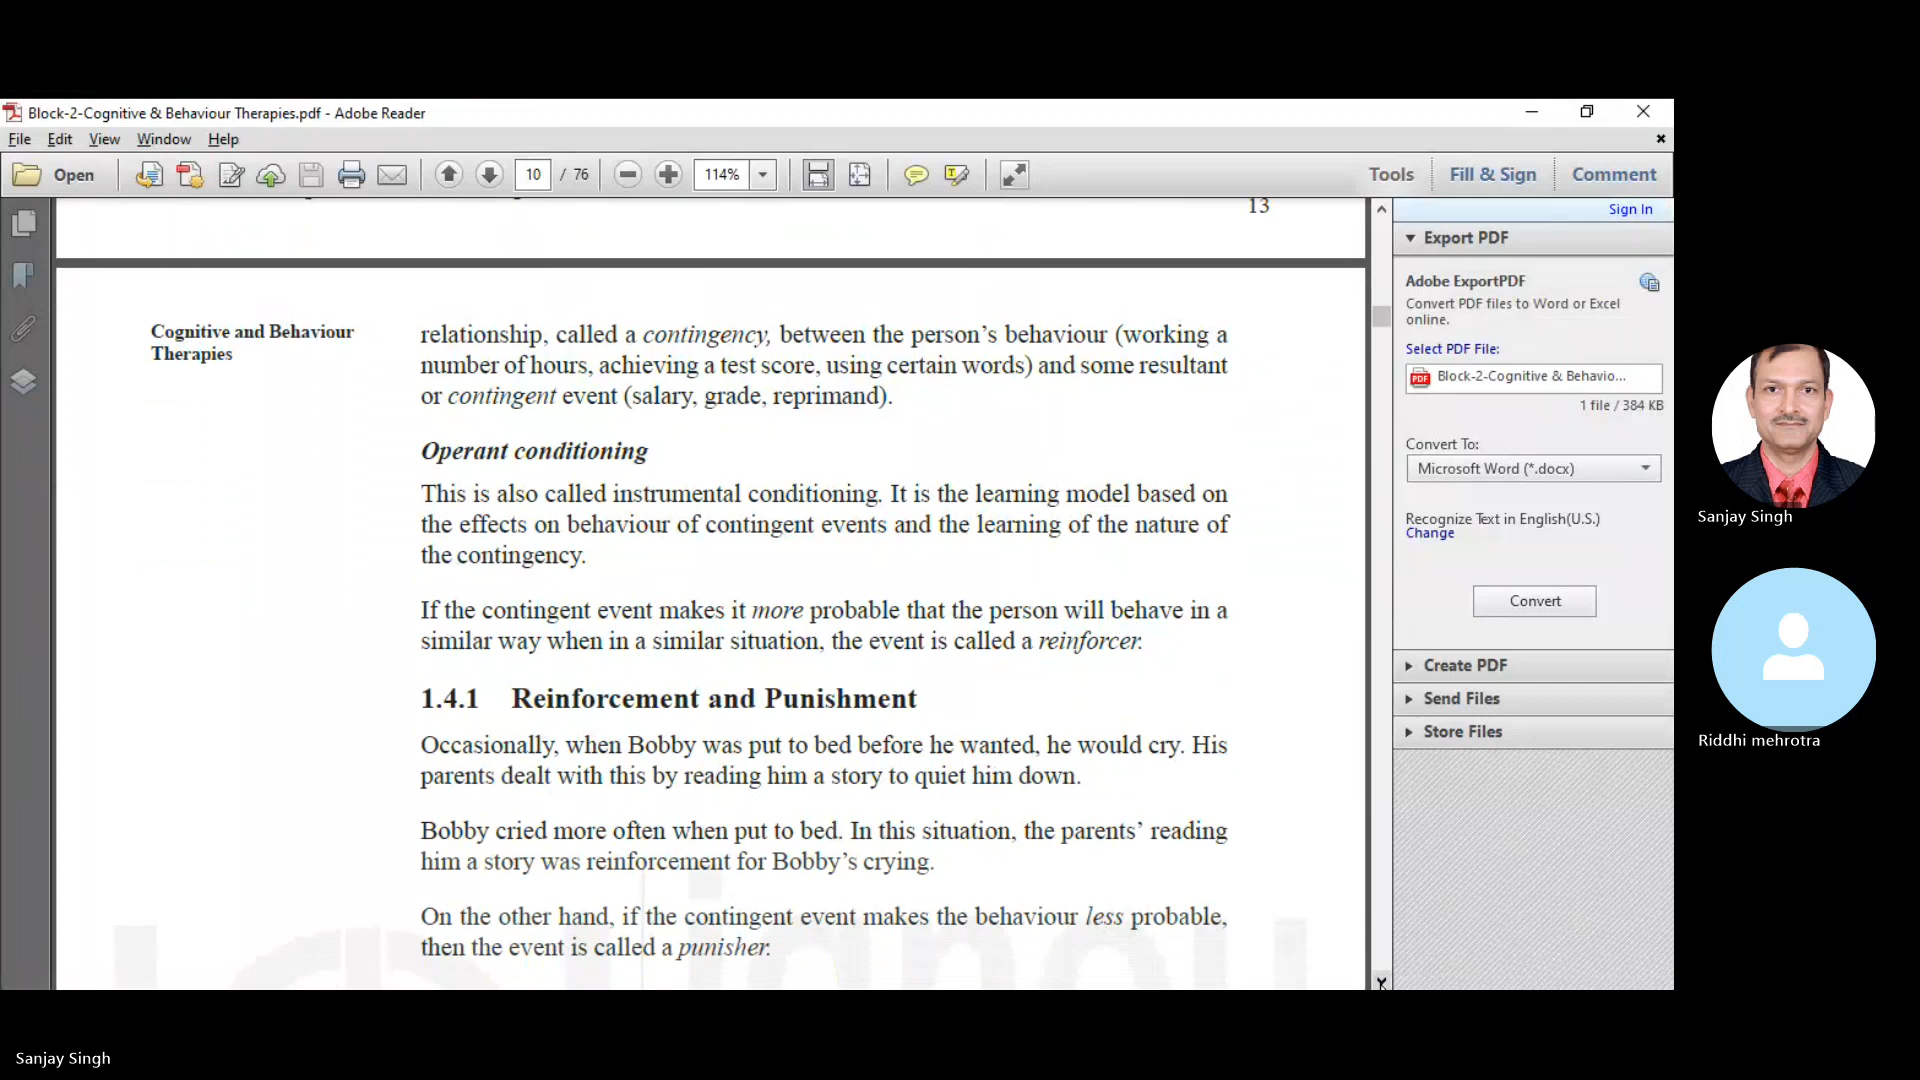 Block-2-Cognitive & Behaviour Therapies.pdf - Adobe Reader
File Edit View Window Help
Open 10 / 76 114% Tools Fill & Sign Comment
13
Sign In
Export PDF
Adobe ExportPDF
Convert PDF files to Word or Excel
online.
Select PDF File:
Block-2-Cognitive & Behavio...
1 file / 384 KB
Convert To:
Microsoft Word (*.docx)
Recognize Text in English(U.S.)
Change
Convert
Create PDF
Send Files
Store Files
Cognitive and Behaviour
Therapies
relationship, called a contingency, between the person's behaviour (working a
number of hours, achieving a test score, using certain words) and some resultant
or contingent event (salary, grade, reprimand).
Operant conditioning
This is also called instrumental conditioning. It is the learning model based on
the effects on behaviour of contingent events and the learning of the nature of
the contingency.
If the contingent event makes it more probable that the person will behave in a
similar way when in a similar situation, the event is called a reinforcer.
1.4.1 Reinforcement and Punishment
Occasionally, when Bobby was put to bed before he wanted, he would cry. His
parents dealt with this by reading him a story to quiet him down.
Bobby cried more often when put to bed. In this situation, the parents' reading
him a story was reinforcement for Bobby's crying.
On the other hand, if the contingent event makes the behaviour less probable,
then the event is called a punisher.
Sanjay Singh
Riddhi mehrotra
Sanjay Singh